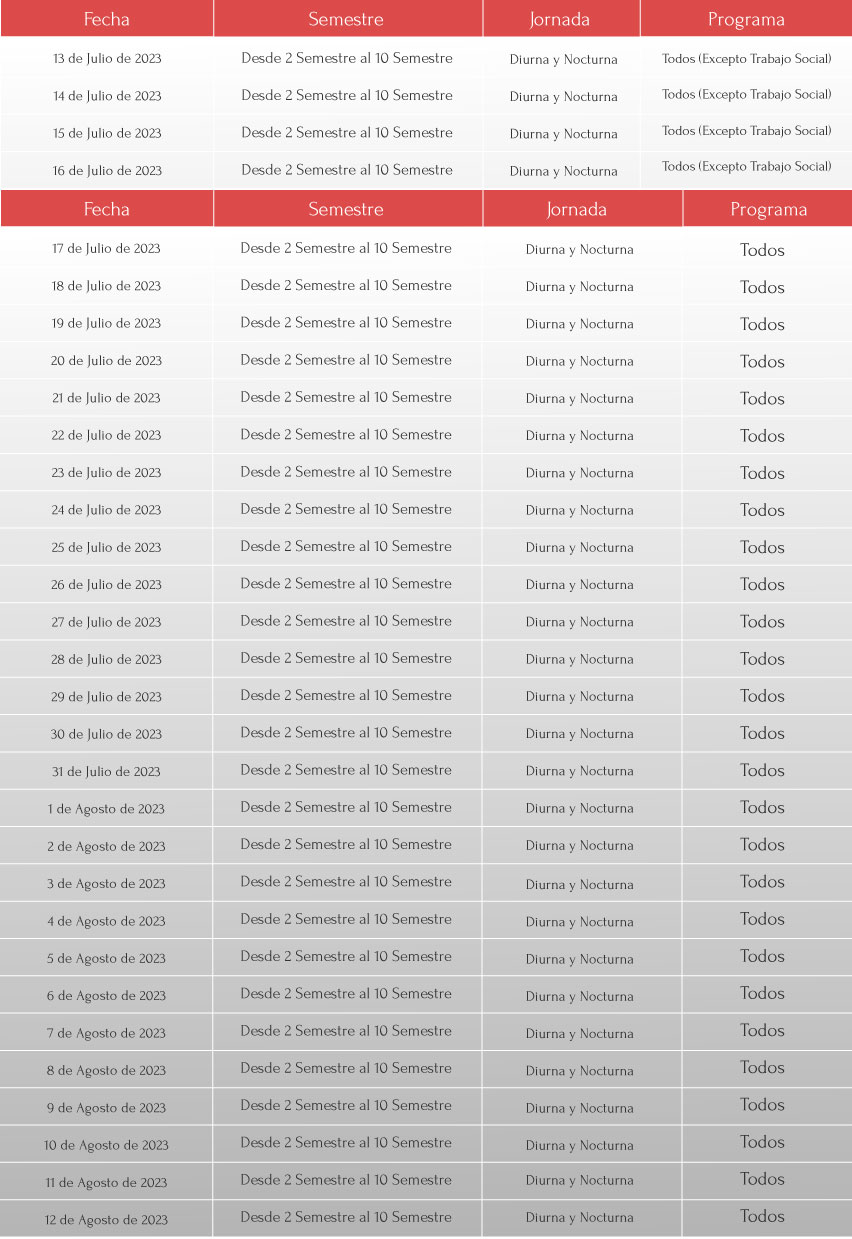 Fecha Semestre Jornada Programa
13 de Julio de 2023 Desde 2 Semestre al 10 Semestre Diurna y Nocturna Todos (Excepto Trabajo Social)
14 de Julio de 2023 Desde 2 Semestre al 10 Semestre Diurna y Nocturna Todos (Excepto Trabajo Social)
15 de Julio de 2023 Desde 2 Semestre al 10 Semestre Diurna y Nocturna Todos (Excepto Trabajo Social)
16 de Julio de 2023 Desde 2 Semestre al 10 Semestre Diurna y Nocturna Todos (Excepto Trabajo Social)
Fecha Semestre Jornada Programa
17 de Julio de 2023 Desde 2 Semestre al 10 Semestre Diurna y Nocturna Todos
18 de Julio de 2023 Desde 2 Semestre al 10 Semestre Diurna y Nocturna Todos
19 de Julio de 2023 Desde 2 Semestre al 10 Semestre Diurna y Nocturna Todos
20 de Julio de 2023 Desde 2 Semestre al 10 Semestre Diurna y Nocturna Todos
21 de Julio de 2023 Desde 2 Semestre al 10 Semestre Diurna y Nocturna Todos
22 de Julio de 2023 Desde 2 Semestre al 10 Semestre Diurna y Nocturna Todos
23 de Julio de 2023 Desde 2 Semestre al 10 Semestre Diurna y Nocturna Todos
24 de Julio de 2023 Desde 2 Semestre al 10 Semestre Diurna y Nocturna Todos
25 de Julio de 2023 Desde 2 Semestre al 10 Semestre Diurna y Nocturna Todos
26 de Julio de 2023 Desde 2 Semestre al 10 Semestre Diurna y Nocturna Todos
27 de Julio de 2023 Desde 2 Semestre al 10 Semestre Diurna y Nocturna Todos
28 de Julio de 2023 Desde 2 Semestre al 10 Semestre Diurna y Nocturna Todos
29 de Julio de 2023 Desde 2 Semestre al 10 Semestre Diurna y Nocturna Todos
30 de Julio de 2023 Desde 2 Semestre al 10 Semestre Diurna y Nocturna Todos
31 de Julio de 2023 Desde 2 Semestre al 10 Semestre Diurna y Nocturna Todos
1 de Agosto de 2023 Desde 2 Semestre al 10 Semestre Diurna y Nocturna Todos
2 de Agosto de 2023 Desde 2 Semestre al 10 Semestre Diurna y Nocturna Todos
3 de Agosto de 2023 Desde 2 Semestre al 10 Semestre Diurna y Nocturna Todos
4 de Agosto de 2023 Desde 2 Semestre al 10 Semestre Diurna y Nocturna Todos
5 de Agosto de 2023 Desde 2 Semestre al 10 Semestre Diurna y Nocturna Todos
6 de Agosto de 2023 Desde 2 Semestre al 10 Semestre Diurna y Nocturna Todos
7 de Agosto de 2023 Desde 2 Semestre al 10 Semestre Diurna y Nocturna Todos
8 de Agosto de 2023 Desde 2 Semestre al 10 Semestre Diurna y Nocturna Todos
9 de Agosto de 2023 Desde 2 Semestre al 10 Semestre Diurna y Nocturna Todos
10 de Agosto de 2023 Desde 2 Semestre al 10 Semestre Diurna y Nocturna Todos
11 de Agosto de 2023 Desde 2 Semestre al 10 Semestre Diurna y Nocturna Todos
12 de Agosto de 2023 Desde 2 Semestre al 10 Semestre Diurna y Nocturna Todos